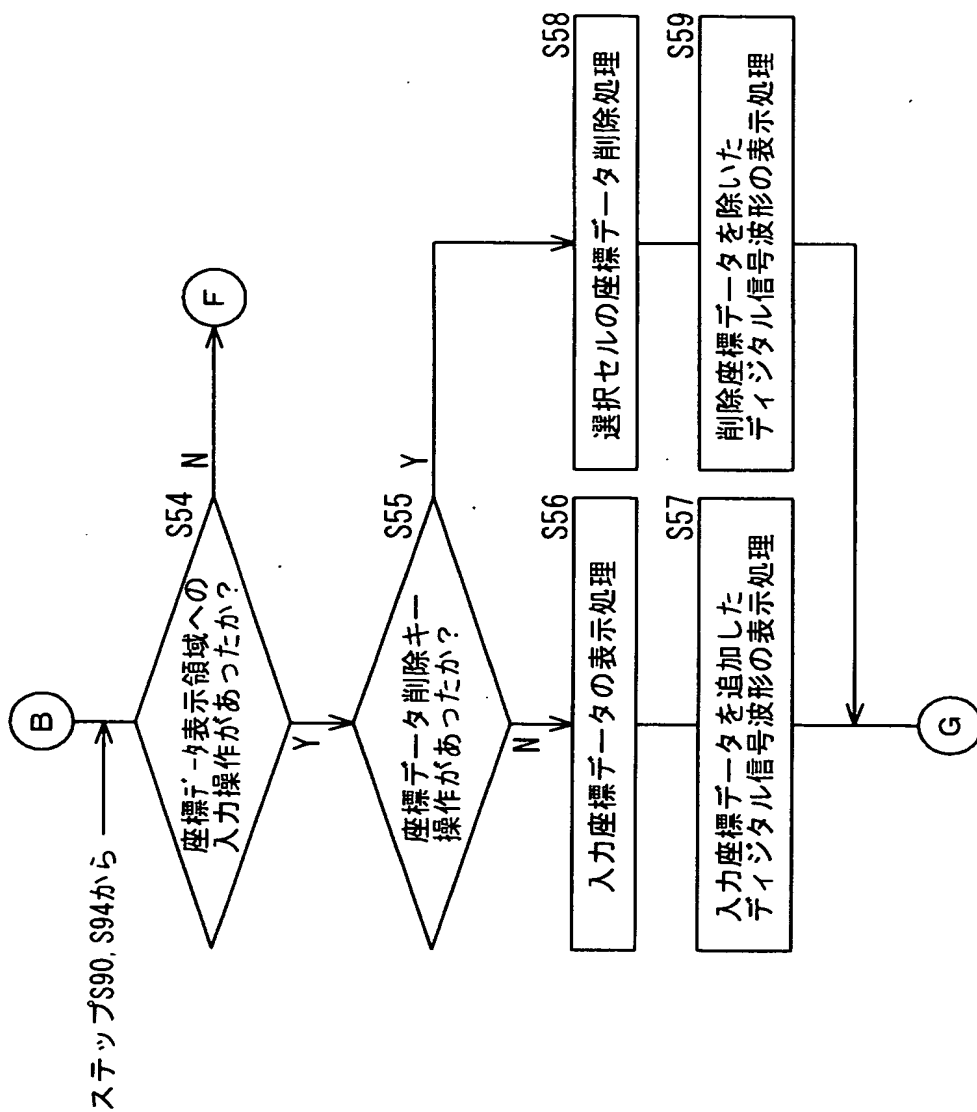 B
ステップS90, S94から
S54
座標データ表示領域への
入力操作があったか?
N
F
Y
S55
座標データ削除キー
操作があったか?
Y
N
S56
入力座標データの表示処理
S57
入力座標データを追加した
ディジタル信号波形の表示処理
S58
選択セルの座標データ削除処理
S59
削除座標データを除いた
ディジタル信号波形の表示処理
G